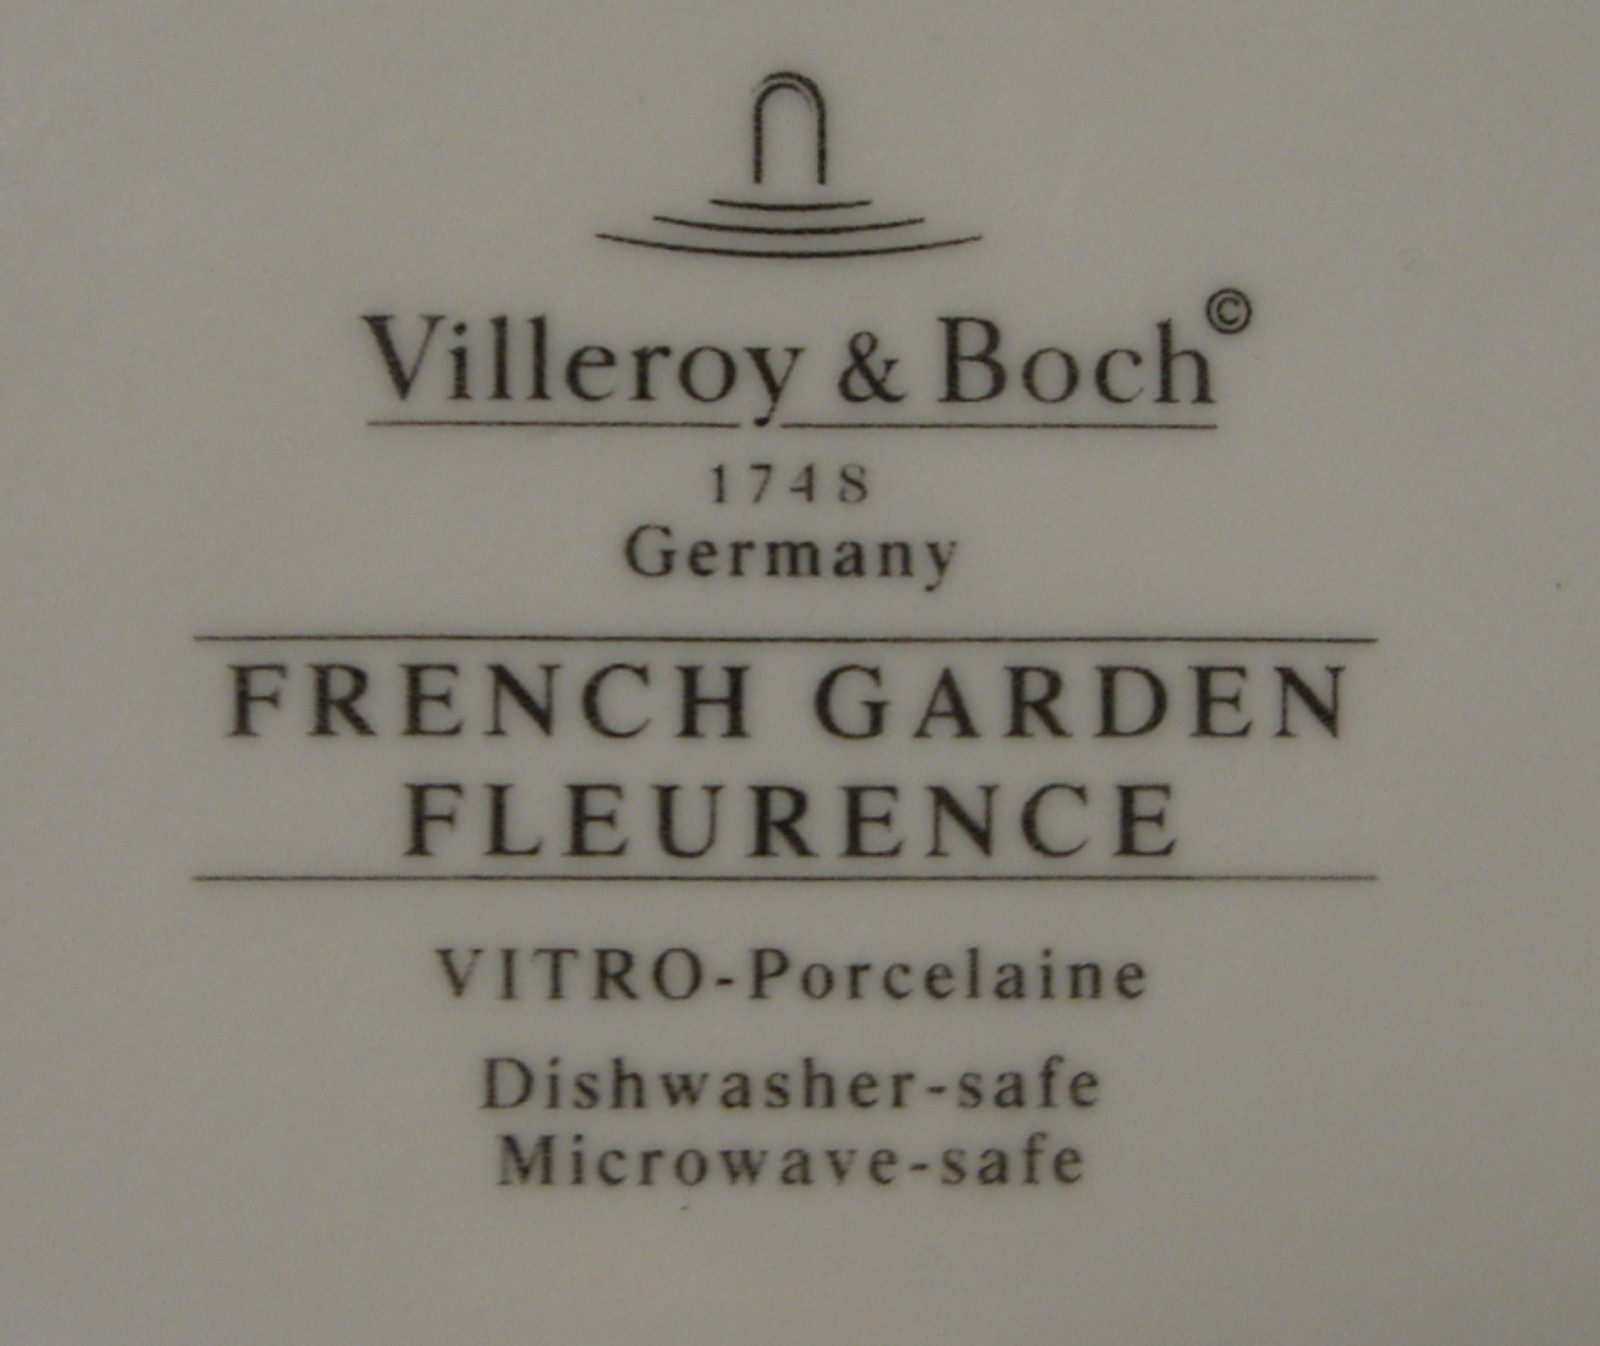 Villeroy & Boch©
1748
Germany
FRENCH GARDEN
FLEURENCE
VITRO-Porcelaine
Dishwasher-safe
Microwave-safe